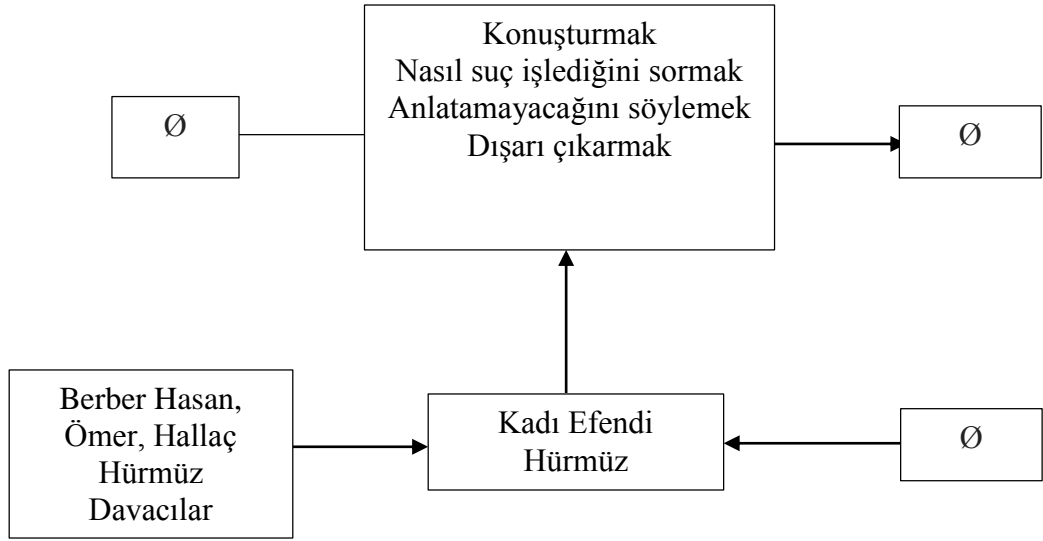 Konuşturmak
Nasıl suç işlediğini sormak
Anlatamayacağını söylemek
Dışarı çıkarmak
Ø
Ø
Berber Hasan,
Ömer, Hallaç
Hürmüz
Davacılar
Kadı Efendi
Hürmüz
Ø